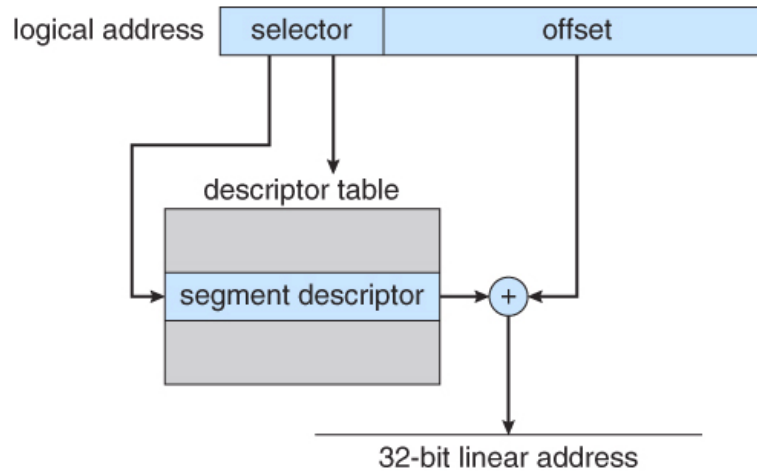 logical address selector offset
descriptor table
segment descriptor +
32-bit linear address